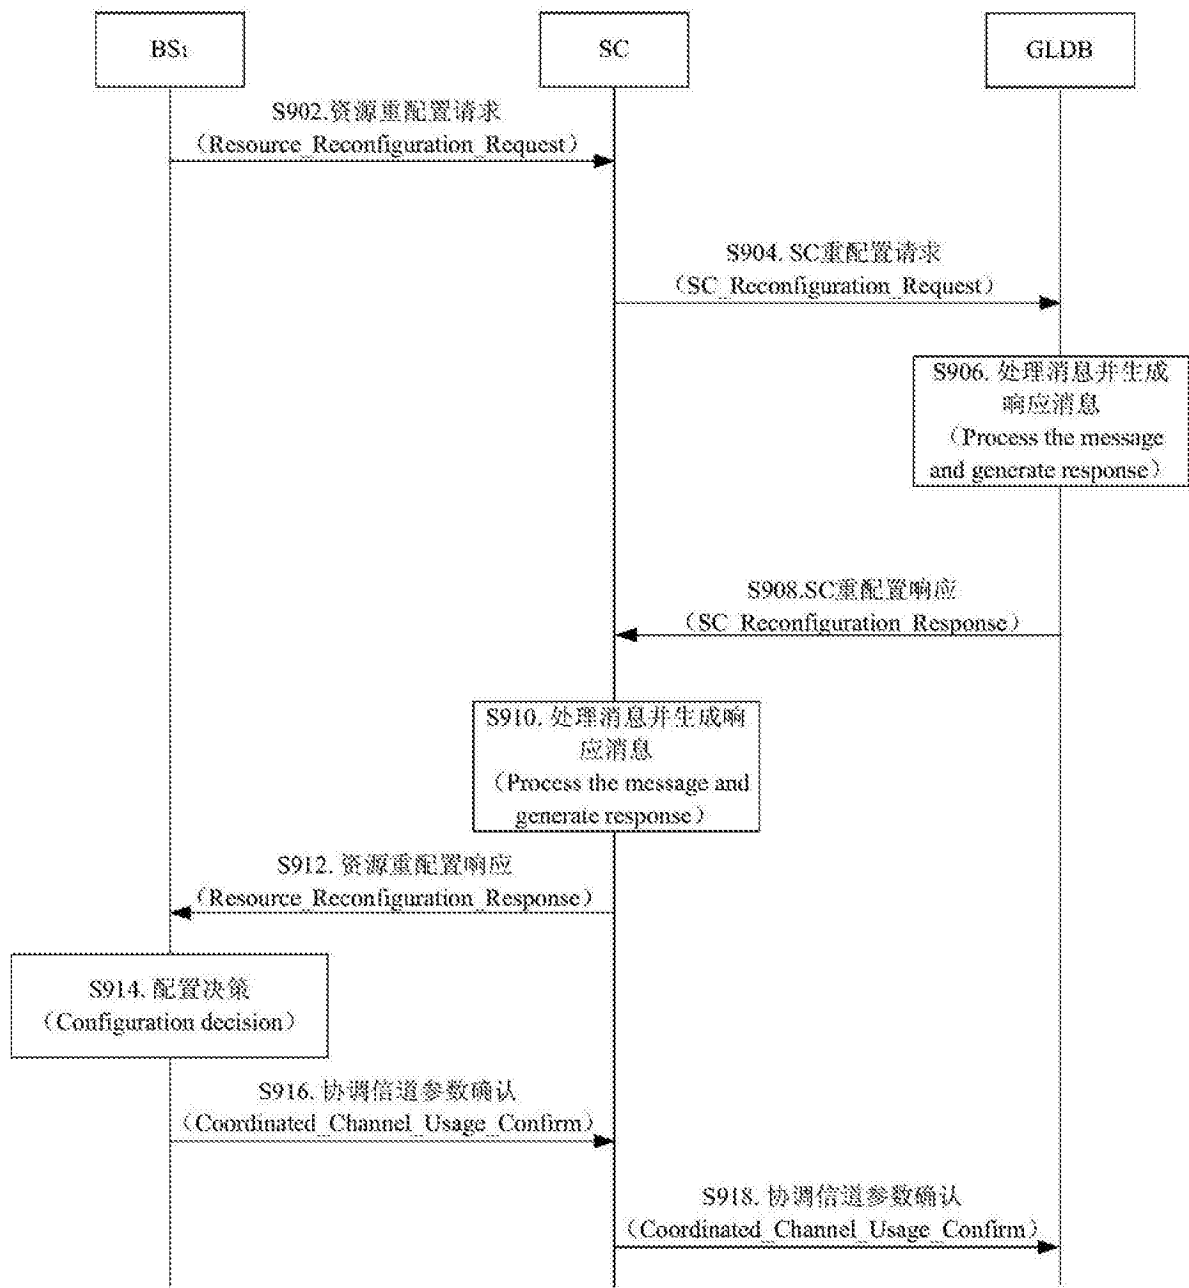 BS1
SC
GLDB
S902.资源重配置请求
（Resource_Reconfiguration_Request）
S904. SC重配置请求
（SC_Reconfiguration_Request）
S906. 处理消息并生成
响应消息
（Process the message
and generate response）
S908.SC重配置响应
（SC_Reconfiguration_Response）
S910. 处理消息并生成响
应消息
（Process the message and
generate response）
S912. 资源重配置响应
（Resource_Reconfiguration_Response）
S914. 配置决策
（Configuration decision）
S916. 协调信道参数确认
（Coordinated_Channel_Usage_Confirm）
S918. 协调信道参数确认
（Coordinated_Channel_Usage_Confirm）